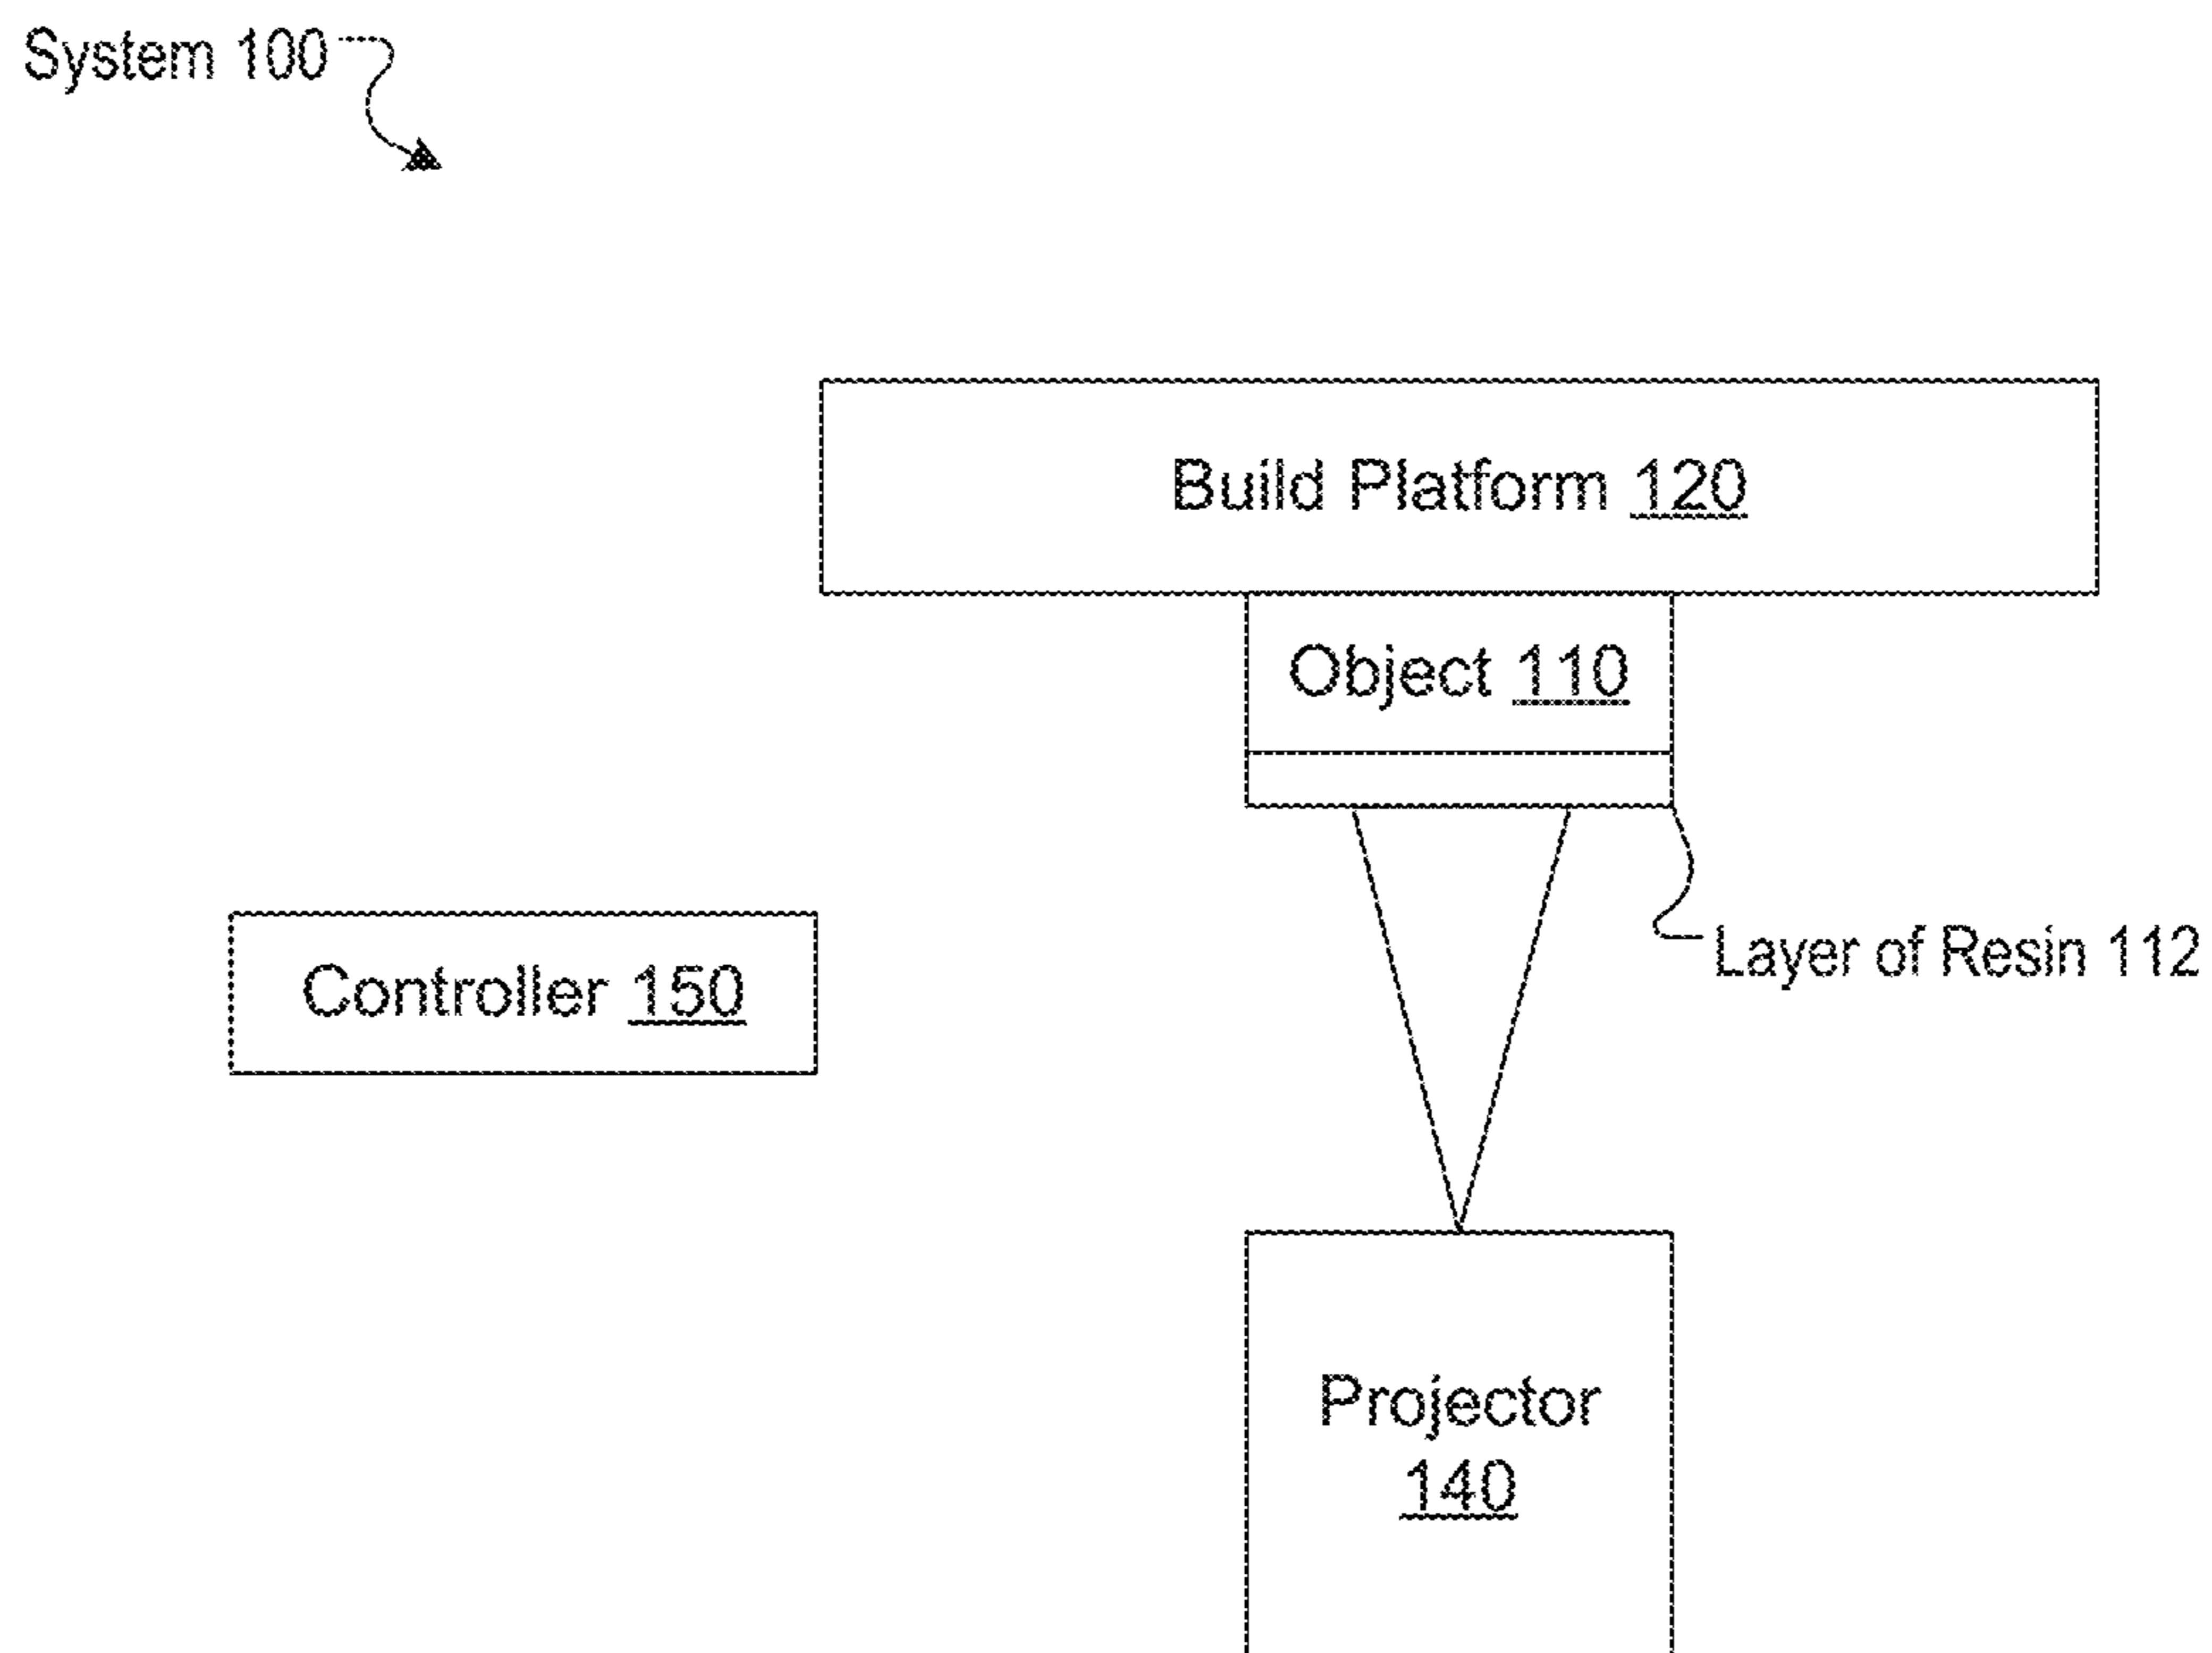 System 100
Build Platform 120
Object 110
Layer of Resin 112
Controller 150
Projector
140